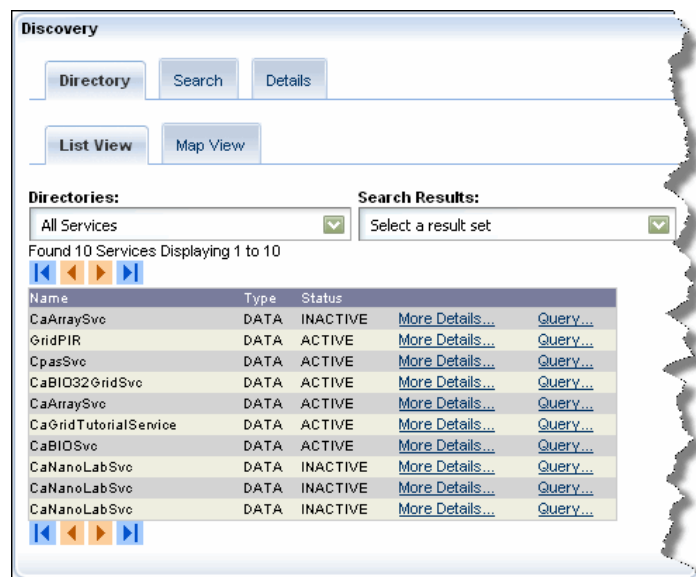 Discovery
Directory Search Details
List View Map View
Directories: Search Results:
All Services Select a result set
Found 10 Services Displaying 1 to 10
Name Type Status
CaArraySvc DATA INACTIVE More Details... Query...
GridPIR DATA ACTIVE More Details... Query...
CpasSvc DATA ACTIVE More Details... Query...
CaBIO32GridSvc DATA ACTIVE More Details... Query...
CaArraySvc DATA ACTIVE More Details... Query...
CaGridTutorialService DATA ACTIVE More Details... Query...
CaBIOSvc DATA ACTIVE More Details... Query...
CaNanoLabSvc DATA INACTIVE More Details... Query...
CaNanoLabSvc DATA INACTIVE More Details... Query...
CaNanoLabSvc DATA INACTIVE More Details... Query...